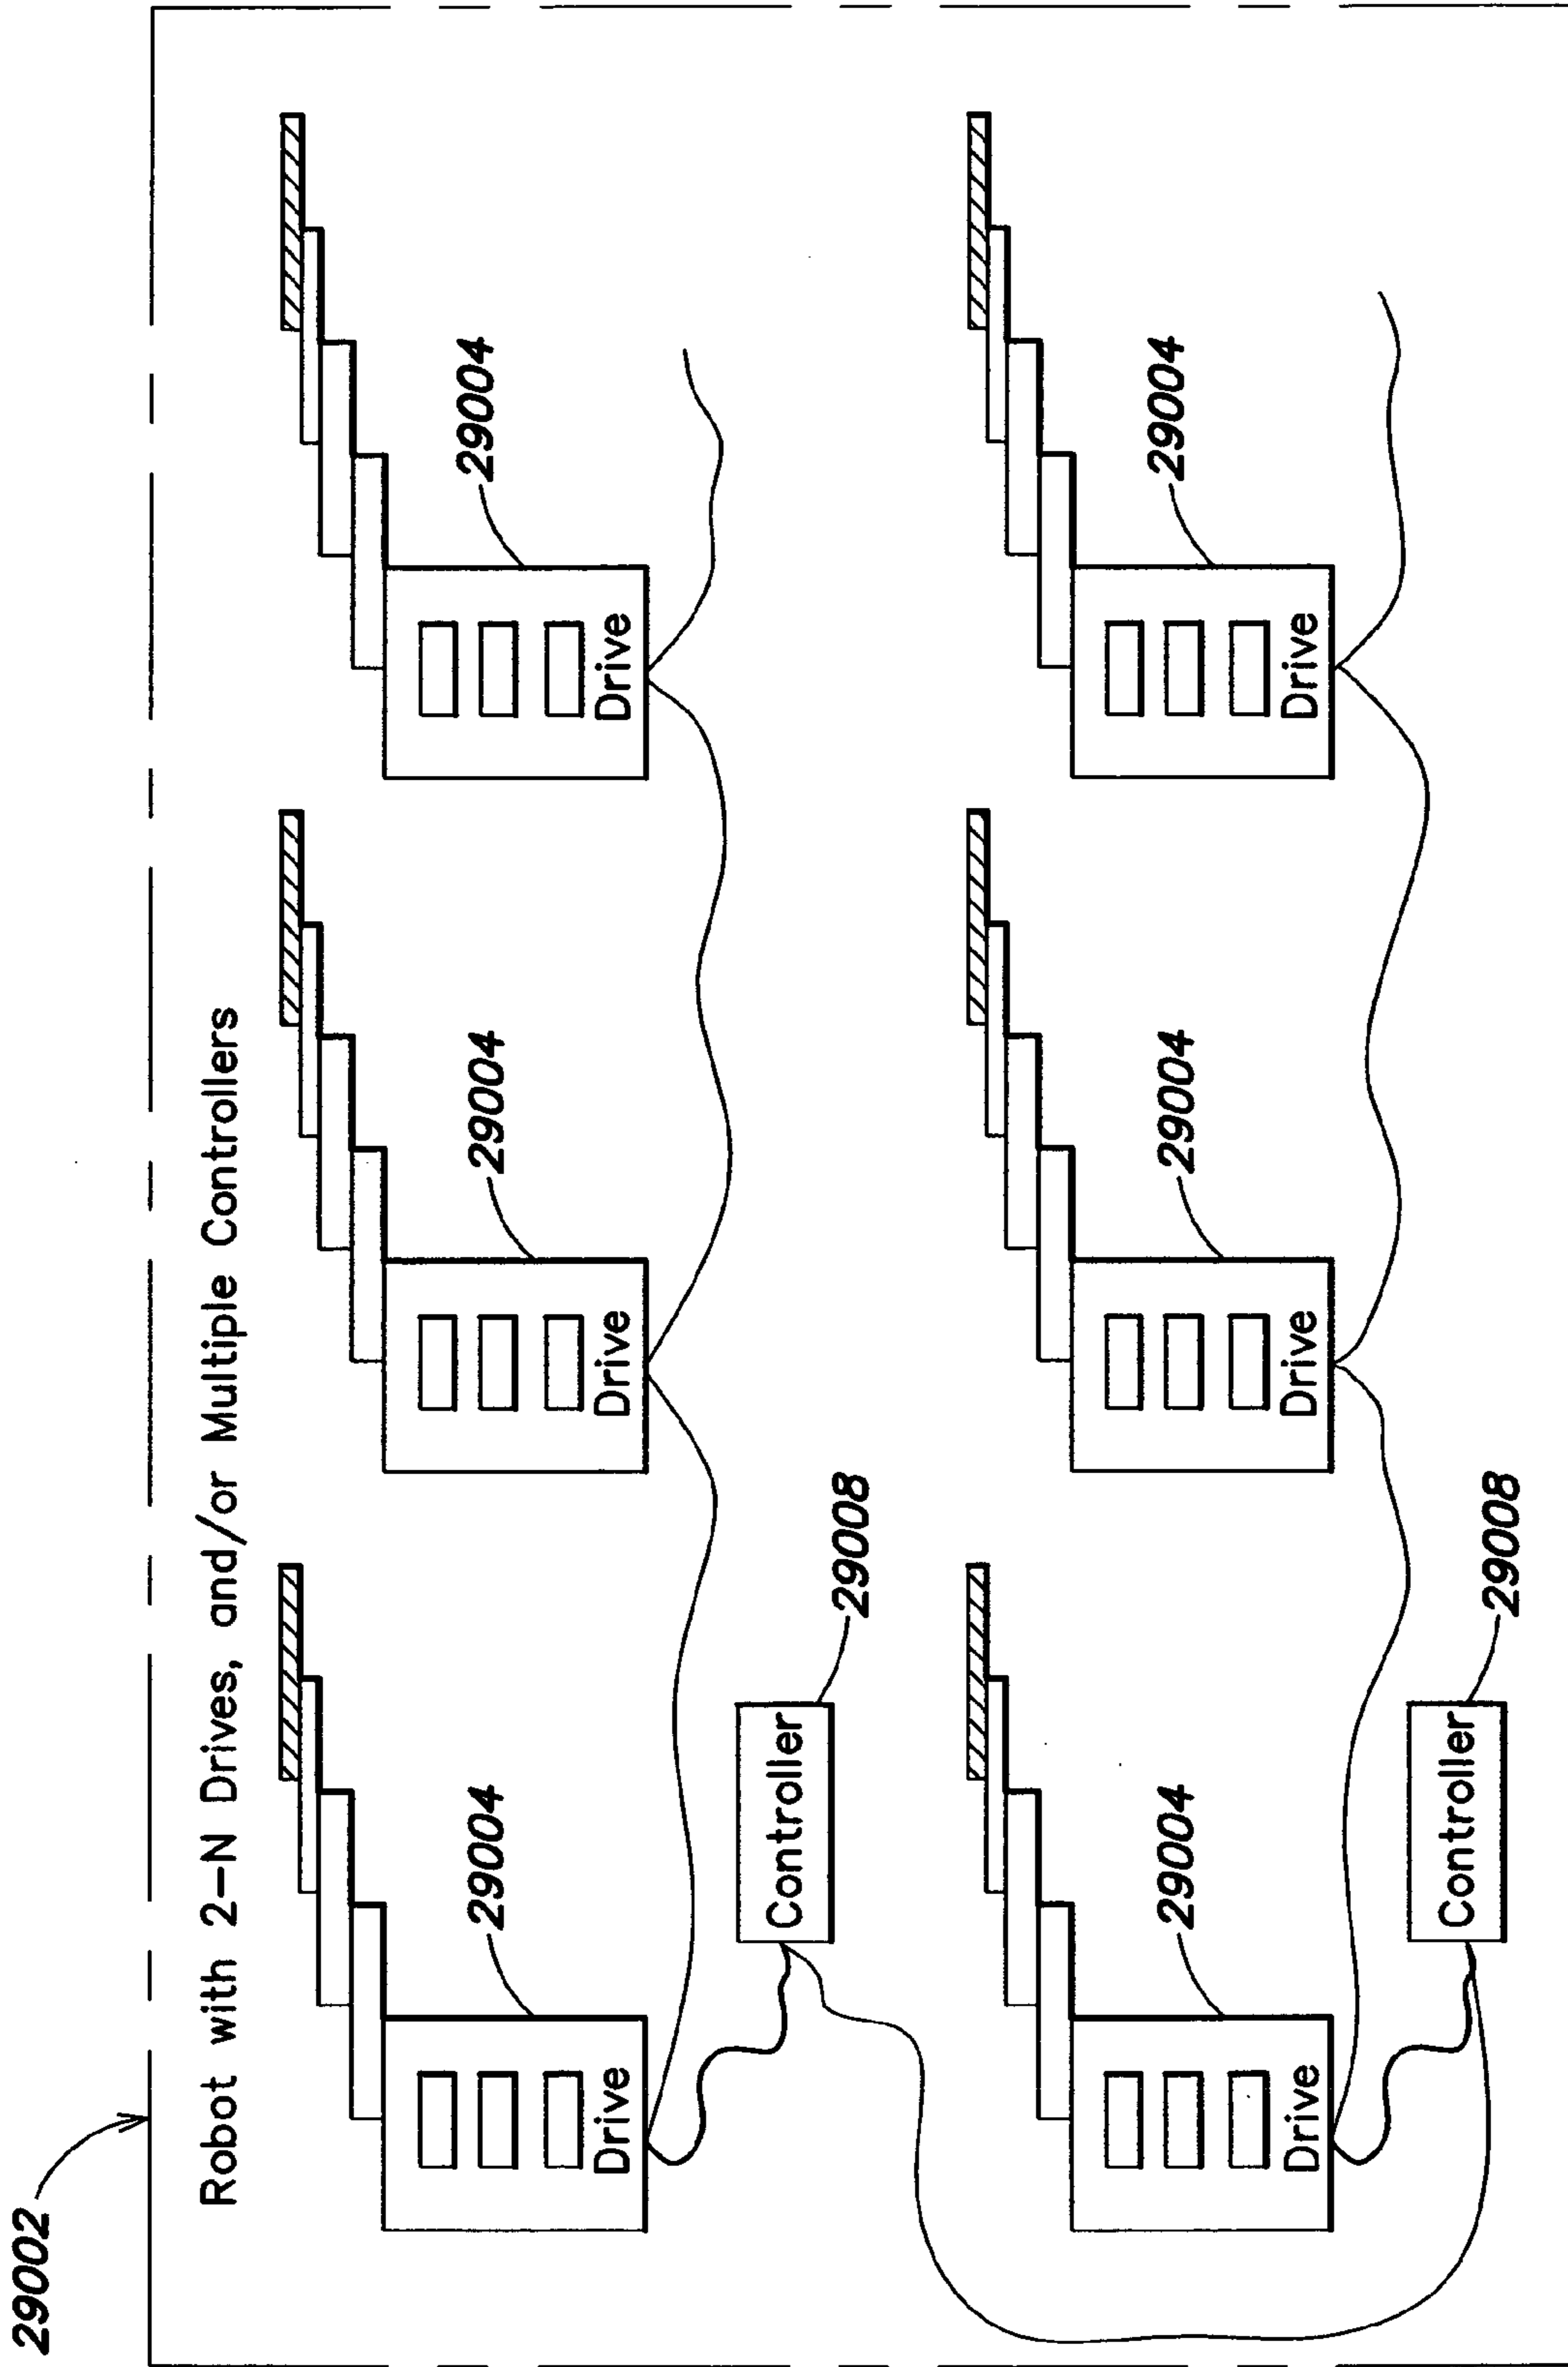 29002
Robot with 2-N Drives, and/or Multiple Controllers
29004
29004
29004
Drive
Drive
Drive
Controller
29008
29004
29004
29004
Drive
Drive
Drive
Controller
29008